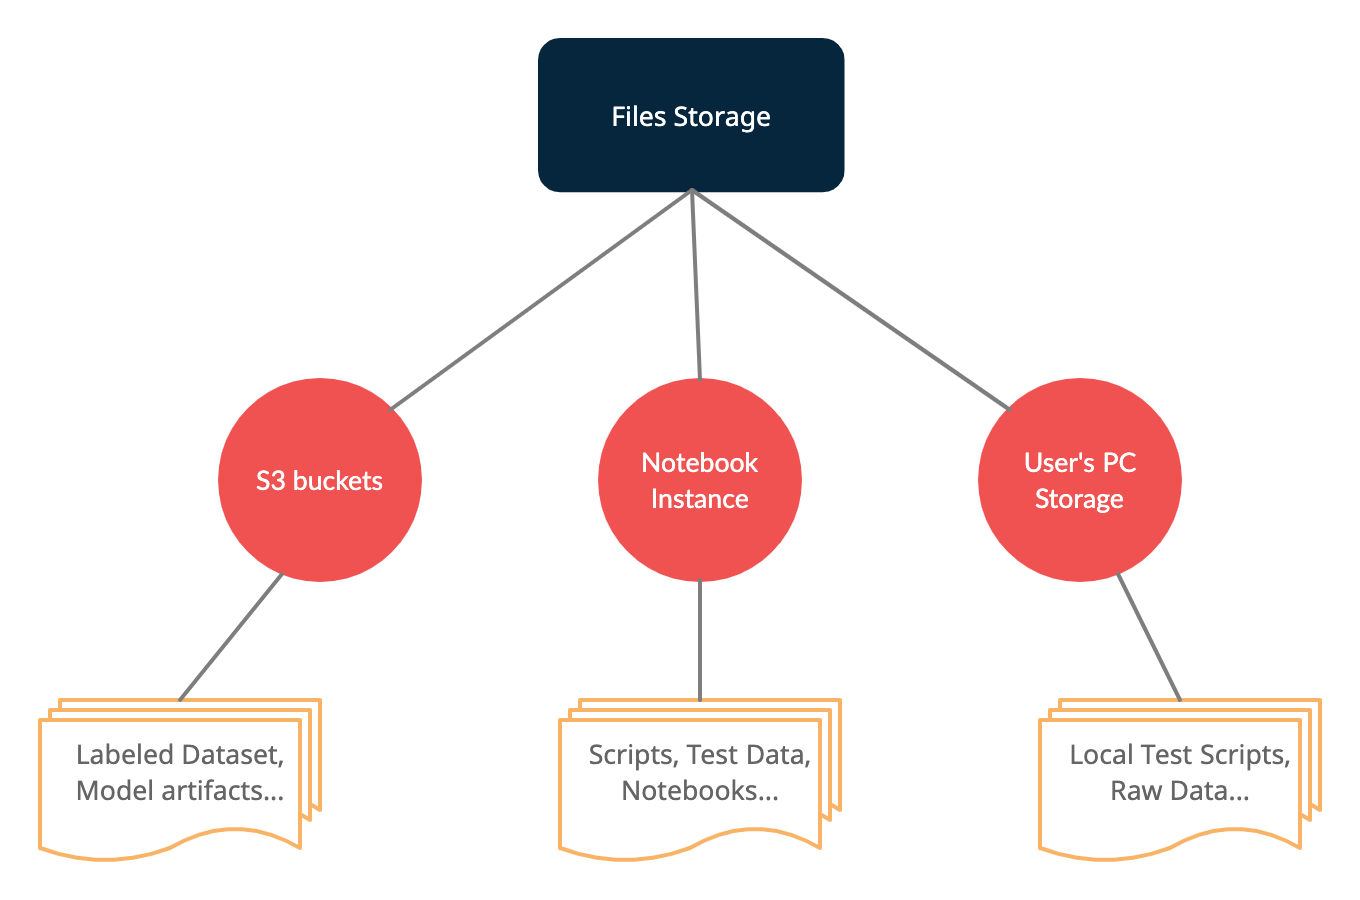 Files Storage
S3 buckets
Notebook
Instance
User's PC
Storage
Labeled Dataset,
Model artifacts...
Scripts, Test Data,
Notebooks...
Local Test Scripts,
Raw Data...